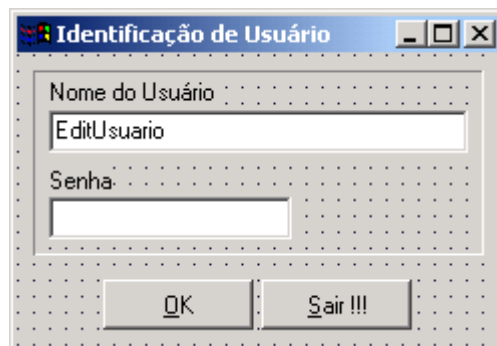 Identificação de Usuário
Nome do Usuário
EditUsuario
Senha
OK
Sair !!!